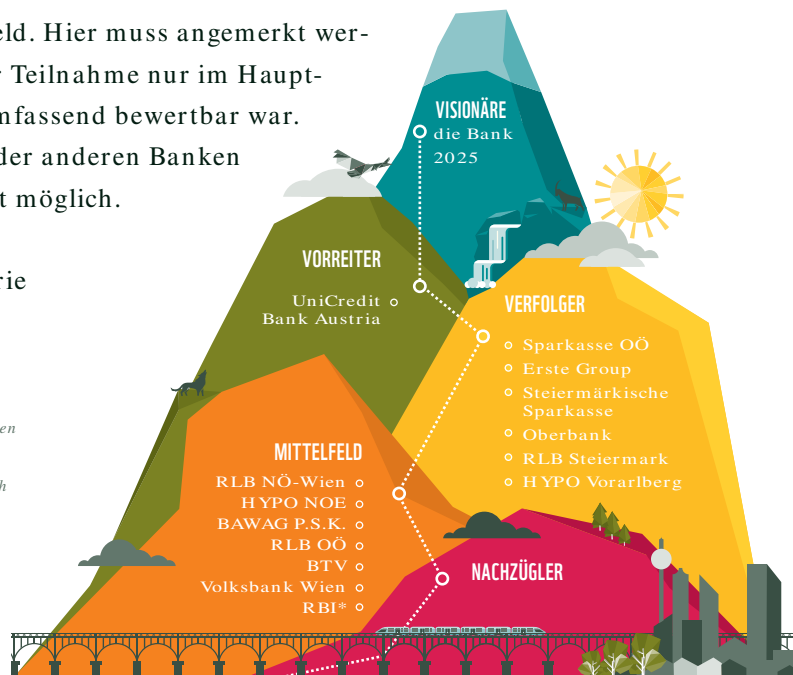 eld. Hier muss angemerkt wer-
Teilnahme nur im Haupt-
mfassend bewertbar war.
der anderen Banken
t möglich.
rie
en
h
VISIONÄRE
die Bank
2025
VORREITER
UniCredit
Bank Austria
VERFOLGER
Sparkasse OÖ
Erste Group
Steiermärkische
Sparkasse
Oberbank
RLB Steiermark
HYPO Vorarlberg
MITTELFELD
RLB NÖ-Wien
HYPO NOE
BAWAG P.S.K.
RLB OÖ
BTV
Volksbank Wien
RBI*
NACHZÜGLER